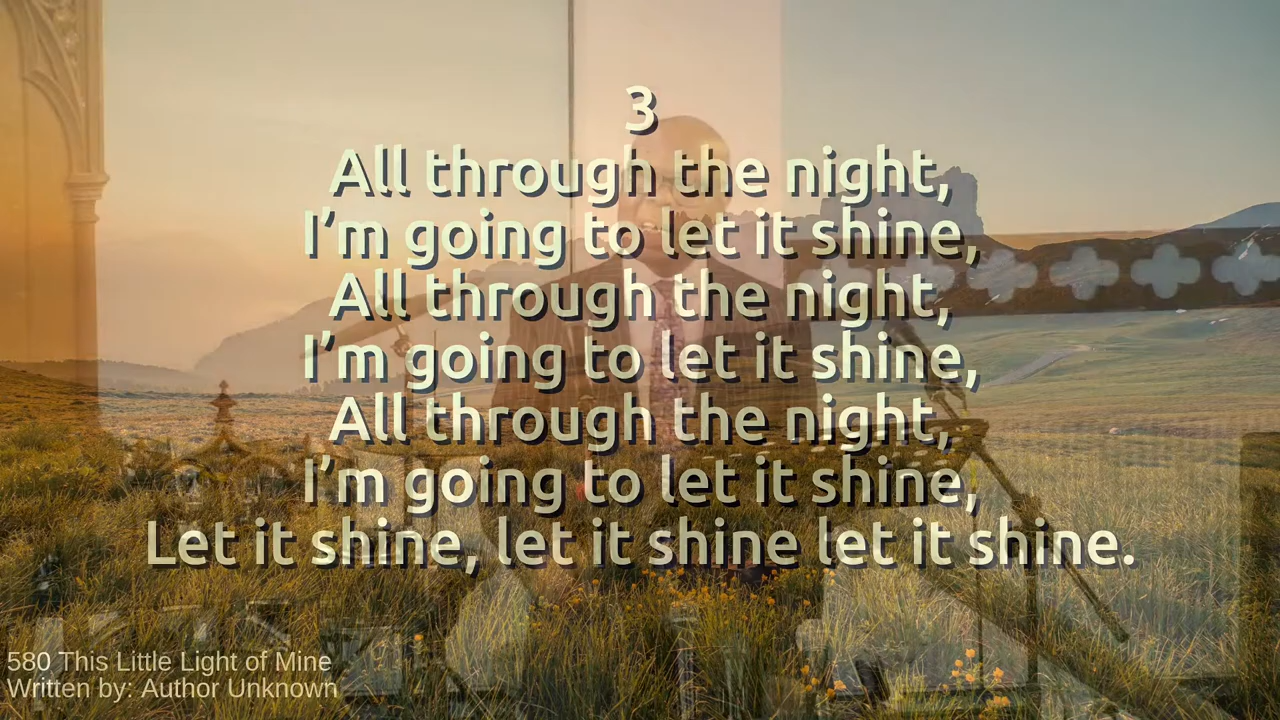 3
All through the night,
I’m going to let it shine,
All through the night,
I’m going to let it shine,
All through the night,
I’m going to let it shine,
Let it shine, let it shine let it shine.
580 This Little Light of Mine
Written by: Author Unknown